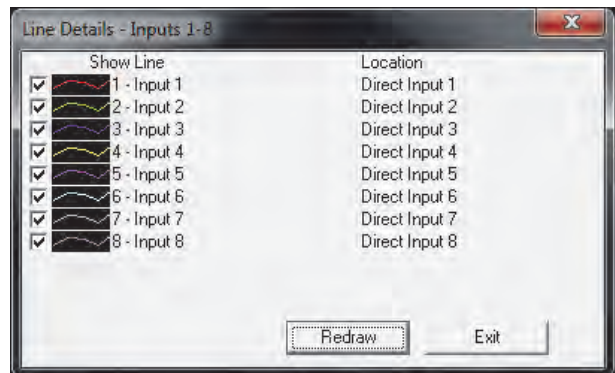 Line Details - Inputs 1-8
Show Line Location
1 - Input 1 Direct Input 1
2 - Input 2 Direct Input 2
3 - Input 3 Direct Input 3
4 - Input 4 Direct Input 4
5 - Input 5 Direct Input 5
6 - Input 6 Direct Input 6
7 - Input 7 Direct Input 7
8 - Input 8 Direct Input 8
Redraw Exit